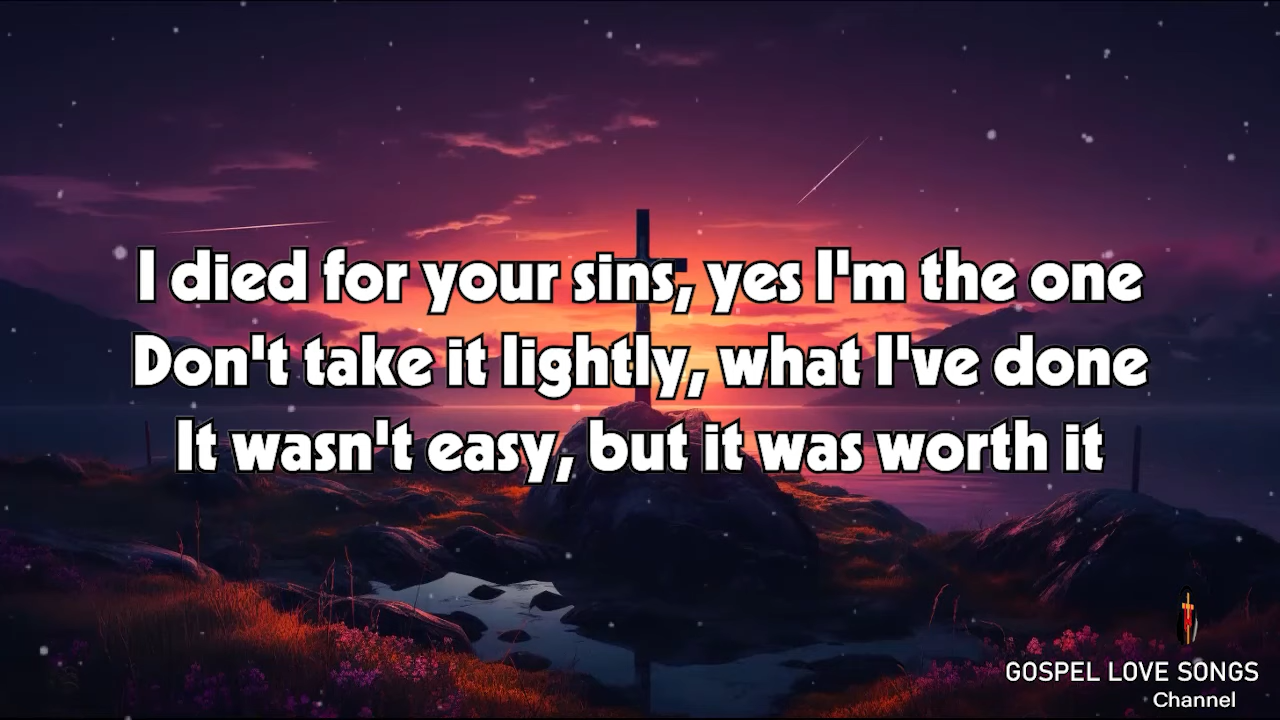 I died for your sins, yes I'm the one
Don't take it lightly, what I've done
It wasn't easy, but it was worth it
GOSPEL LOVE SONGS
Channel